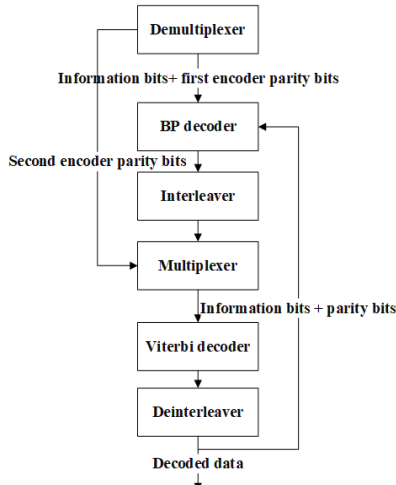 Demultiplexer
Information bits+ first encoder parity bits
BP decoder
Second encoder parity bits
Interleaver
Multiplexer
Information bits + parity bits
Viterbi decoder
Deinterleaver
Decoded data